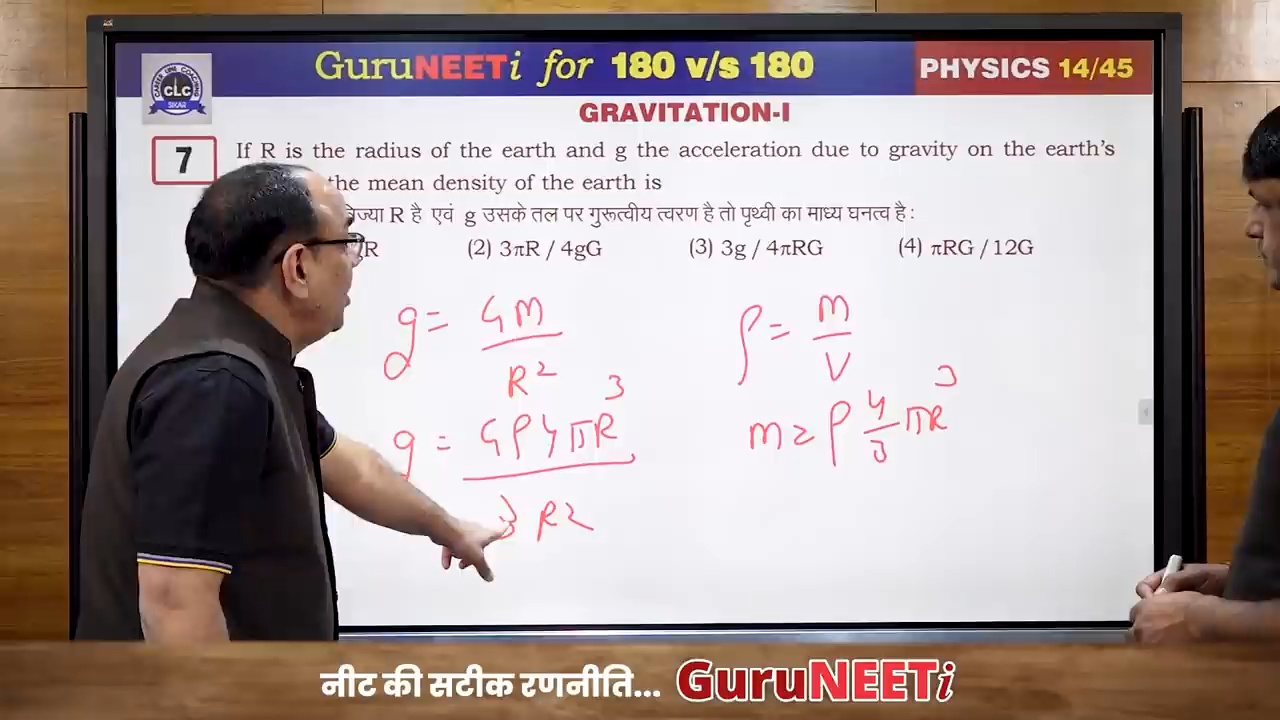 GuruNEETi for 180 v/s 180
PHYSICS 14/45
CLC
SIKAR
GRAVITATION-I
7
If R is the radius of the earth and g the acceleration due to gravity on the earth's
the mean density of the earth is
R है एवं g उसके तल पर गुरूत्वीय त्वरण है तो पृथ्वी का माध्य घनत्व है :
R (2) 3πR / 4gG (3) 3g / 4πRG (4) πRG / 12G
g = GM / R²
ρ = M / V
g = Gρ4πR³ / 3R²
M = ρ 4/3 πR³
नीट की सटीक रणनीति... GuruNEETi